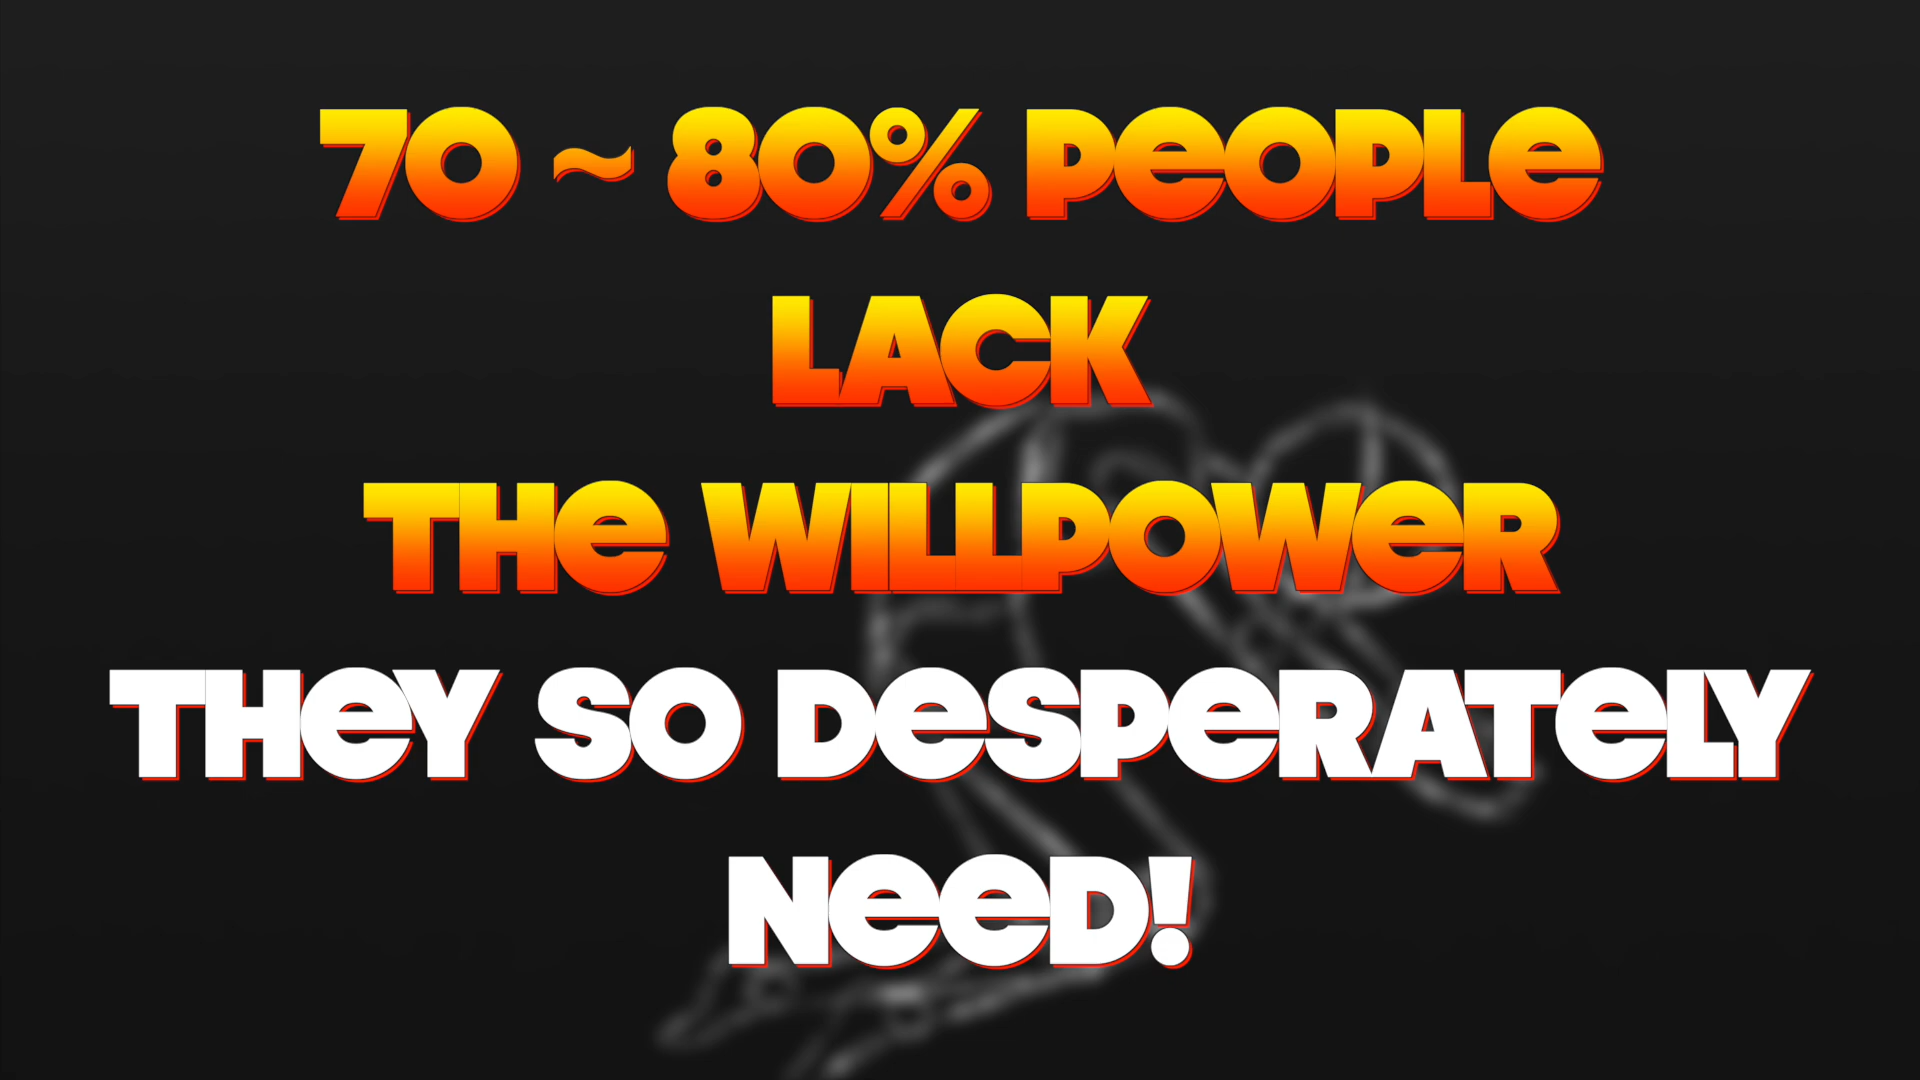 70 ~ 80% PEOPLE
LACK
THE WILLPOWER
THEY SO DESPERATELY
NEED!